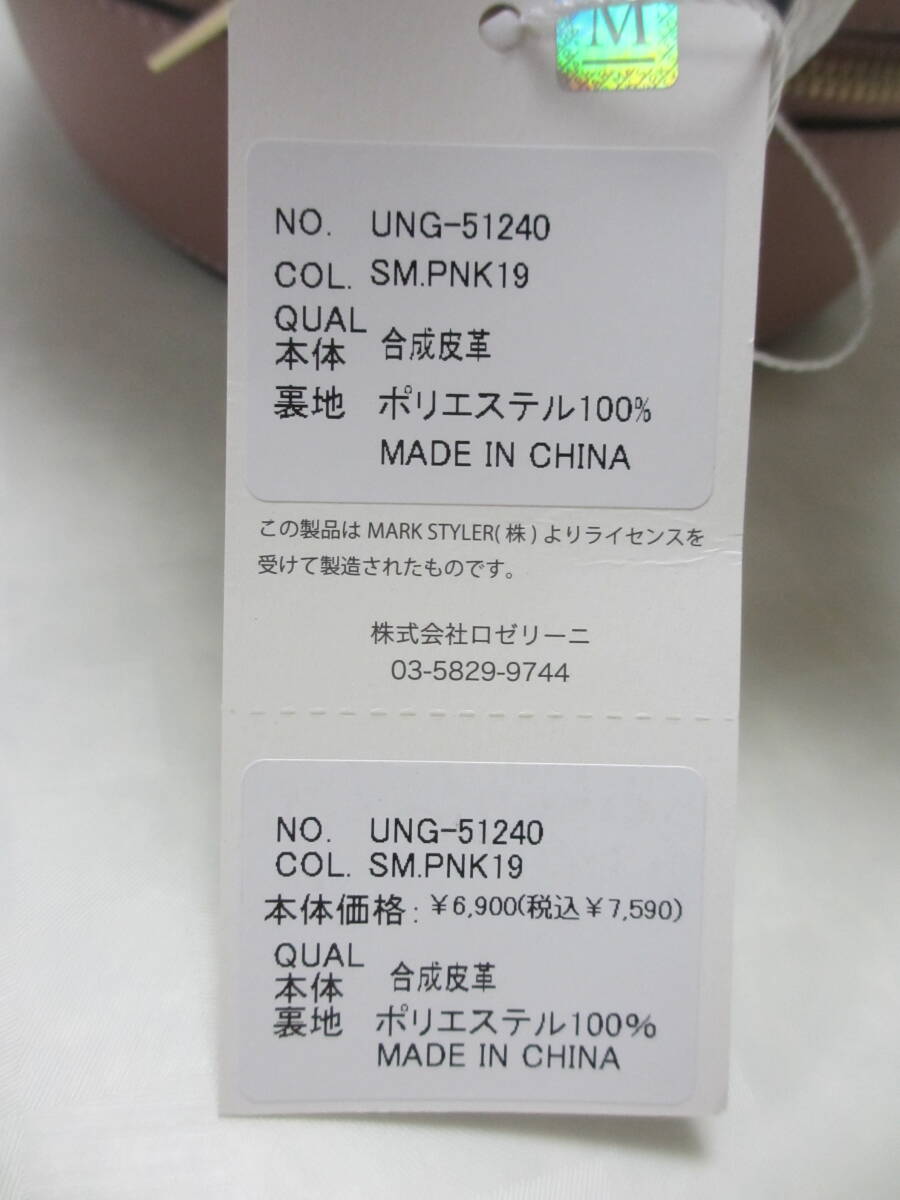 M
NO. UNG-51240
COL. SM.PNK19
QUAL
本体 合成皮革
裏地 ポリエステル100%
MADE IN CHINA
この製品は MARK STYLER(株)よりライセンスを
受けて製造されたものです。
株式会社ロゼリーニ
03-5829-9744
NO. UNG-51240
COL. SM.PNK19
本体価格:¥6,900(税込¥7,590)
QUAL
本体 合成皮革
裏地 ポリエステル100%
MADE IN CHINA